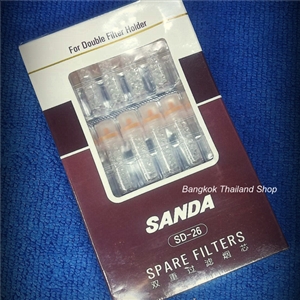 For Double Filter Holder
Bangkok Thailand Shop
SANDA
SD-26
SPARE FILTERS
双重过滤烟芯